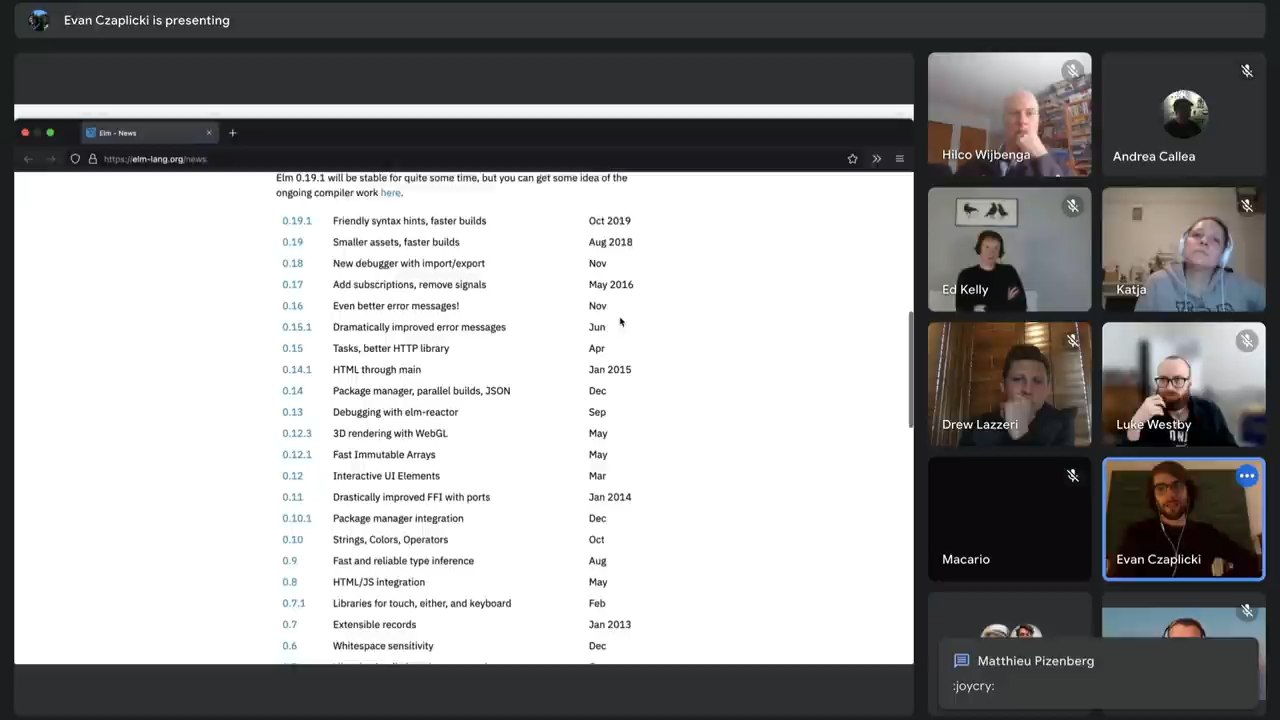 Evan Czaplicki is presenting
Elm - News
https://elm-lang.org/news
Elm 0.19.1 will be stable for quite some time, but you can get some idea of the
ongoing compiler work here.
0.19.1 Friendly syntax hints, faster builds Oct 2019
0.19 Smaller assets, faster builds Aug 2018
0.18 New debugger with import/export Nov
0.17 Add subscriptions, remove signals May 2016
0.16 Even better error messages! Nov
0.15.1 Dramatically improved error messages Jun
0.15 Tasks, better HTTP library Apr
0.14.1 HTML through main Jan 2015
0.14 Package manager, parallel builds, JSON Dec
0.13 Debugging with elm-reactor Sep
0.12.3 3D rendering with WebGL May
0.12.1 Fast Immutable Arrays May
0.12 Interactive UI Elements Mar
0.11 Drastically improved FFI with ports Jan 2014
0.10.1 Package manager integration Dec
0.10 Strings, Colors, Operators Oct
0.9 Fast and reliable type inference Aug
0.8 HTML/JS integration May
0.7.1 Libraries for touch, either, and keyboard Feb
0.7 Extensible records Jan 2013
0.6 Whitespace sensitivity Dec
Hilco Wijbenga
Andrea Callea
Ed Kelly
Katja
Drew Lazzeri
Luke Westby
Macario
Evan Czaplicki
Matthieu Pizenberg
:joycry: